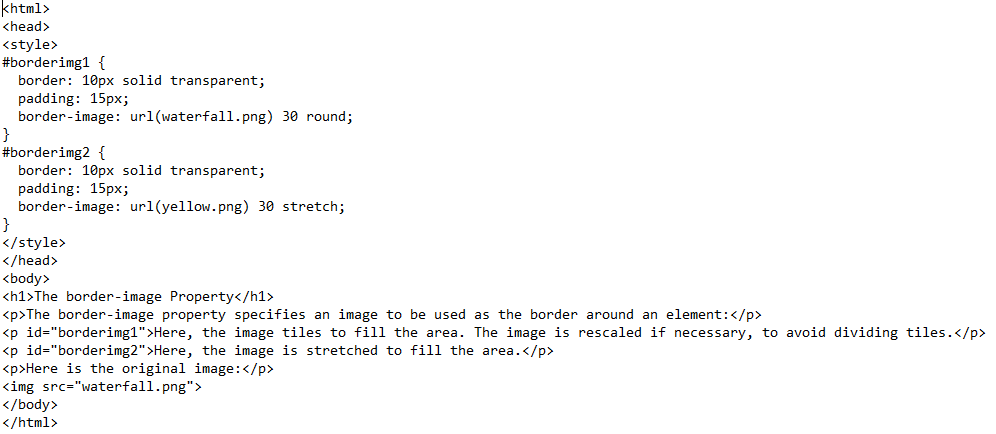 <html>
<head>
<style>
#borderimg1 {
  border: 10px solid transparent;
  padding: 15px;
  border-image: url(waterfall.png) 30 round;
}
#borderimg2 {
  border: 10px solid transparent;
  padding: 15px;
  border-image: url(yellow.png) 30 stretch;
}
</style>
</head>
<body>
<h1>The border-image Property</h1>
<p>The border-image property specifies an image to be used as the border around an element:</p>
<p id="borderimg1">Here, the image tiles to fill the area. The image is rescaled if necessary, to avoid dividing tiles.</p>
<p id="borderimg2">Here, the image is stretched to fill the area.</p>
<p>Here is the original image:</p>
<img src="waterfall.png">
</body>
</html>